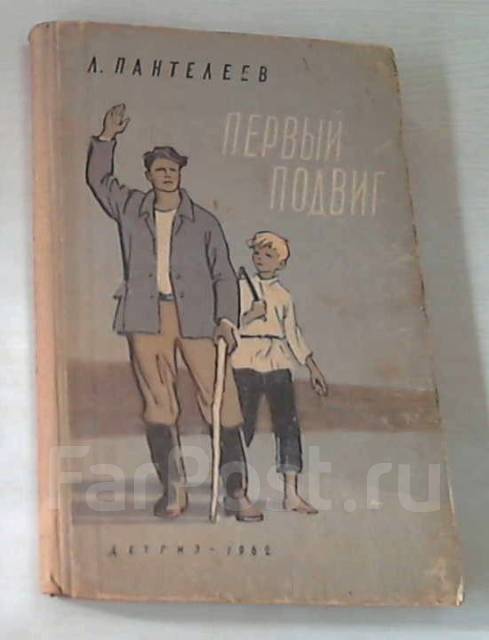 Л. ПАНТЕЛЕЕВ
ПЕРВЫЙ
ПОДВИГ
ДЕТГИЗ - 1962
FarPost.ru